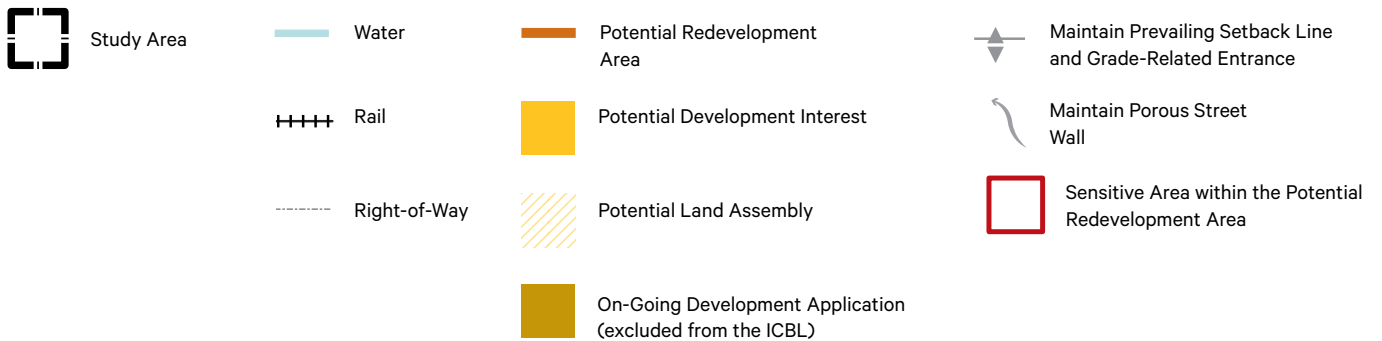 Study Area
Water
Rail
Right-of-Way
Potential Redevelopment
Area
Potential Development Interest
Potential Land Assembly
On-Going Development Application
(excluded from the ICBL)
Maintain Prevailing Setback Line
and Grade-Related Entrance
Maintain Porous Street
Wall
Sensitive Area within the Potential
Redevelopment Area